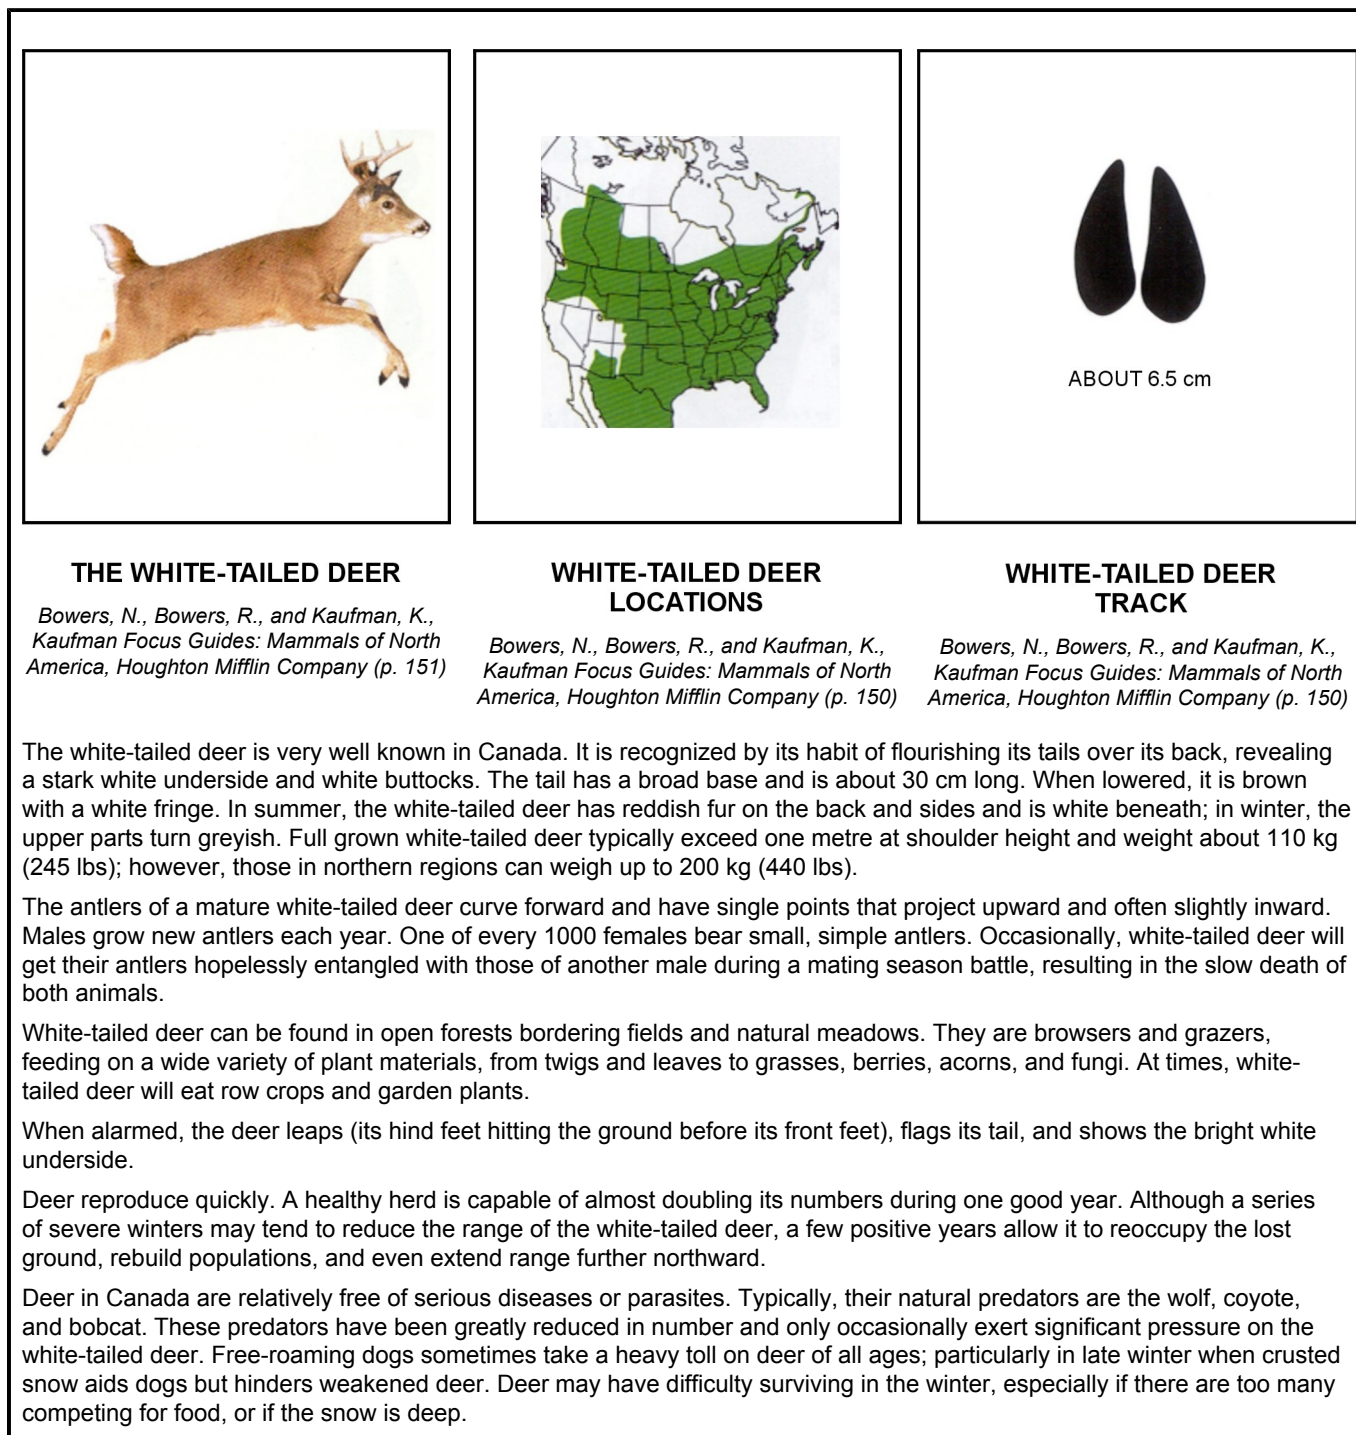 ABOUT 6.5 cm
THE WHITE-TAILED DEER
Bowers, N., Bowers, R., and Kaufman, K.,
Kaufman Focus Guides: Mammals of North
America, Houghton Mifflin Company (p. 151)
WHITE-TAILED DEER
LOCATIONS
Bowers, N., Bowers, R., and Kaufman, K.,
Kaufman Focus Guides: Mammals of North
America, Houghton Mifflin Company (p. 150)
WHITE-TAILED DEER
TRACK
Bowers, N., Bowers, R., and Kaufman, K.,
Kaufman Focus Guides: Mammals of North
America, Houghton Mifflin Company (p. 150)
The white-tailed deer is very well known in Canada. It is recognized by its habit of flourishing its tails over its back, revealing
a stark white underside and white buttocks. The tail has a broad base and is about 30 cm long. When lowered, it is brown
with a white fringe. In summer, the white-tailed deer has reddish fur on the back and sides and is white beneath; in winter, the
upper parts turn greyish. Full grown white-tailed deer typically exceed one metre at shoulder height and weight about 110 kg
(245 lbs); however, those in northern regions can weigh up to 200 kg (440 lbs).
The antlers of a mature white-tailed deer curve forward and have single points that project upward and often slightly inward.
Males grow new antlers each year. One of every 1000 females bear small, simple antlers. Occasionally, white-tailed deer will
get their antlers hopelessly entangled with those of another male during a mating season battle, resulting in the slow death of
both animals.
White-tailed deer can be found in open forests bordering fields and natural meadows. They are browsers and grazers,
feeding on a wide variety of plant materials, from twigs and leaves to grasses, berries, acorns, and fungi. At times, white-
tailed deer will eat row crops and garden plants.
When alarmed, the deer leaps (its hind feet hitting the ground before its front feet), flags its tail, and shows the bright white
underside.
Deer reproduce quickly. A healthy herd is capable of almost doubling its numbers during one good year. Although a series
of severe winters may tend to reduce the range of the white-tailed deer, a few positive years allow it to reoccupy the lost
ground, rebuild populations, and even extend range further northward.
Deer in Canada are relatively free of serious diseases or parasites. Typically, their natural predators are the wolf, coyote,
and bobcat. These predators have been greatly reduced in number and only occasionally exert significant pressure on the
white-tailed deer. Free-roaming dogs sometimes take a heavy toll on deer of all ages; particularly in late winter when crusted
snow aids dogs but hinders weakened deer. Deer may have difficulty surviving in the winter, especially if there are too many
competing for food, or if the snow is deep.